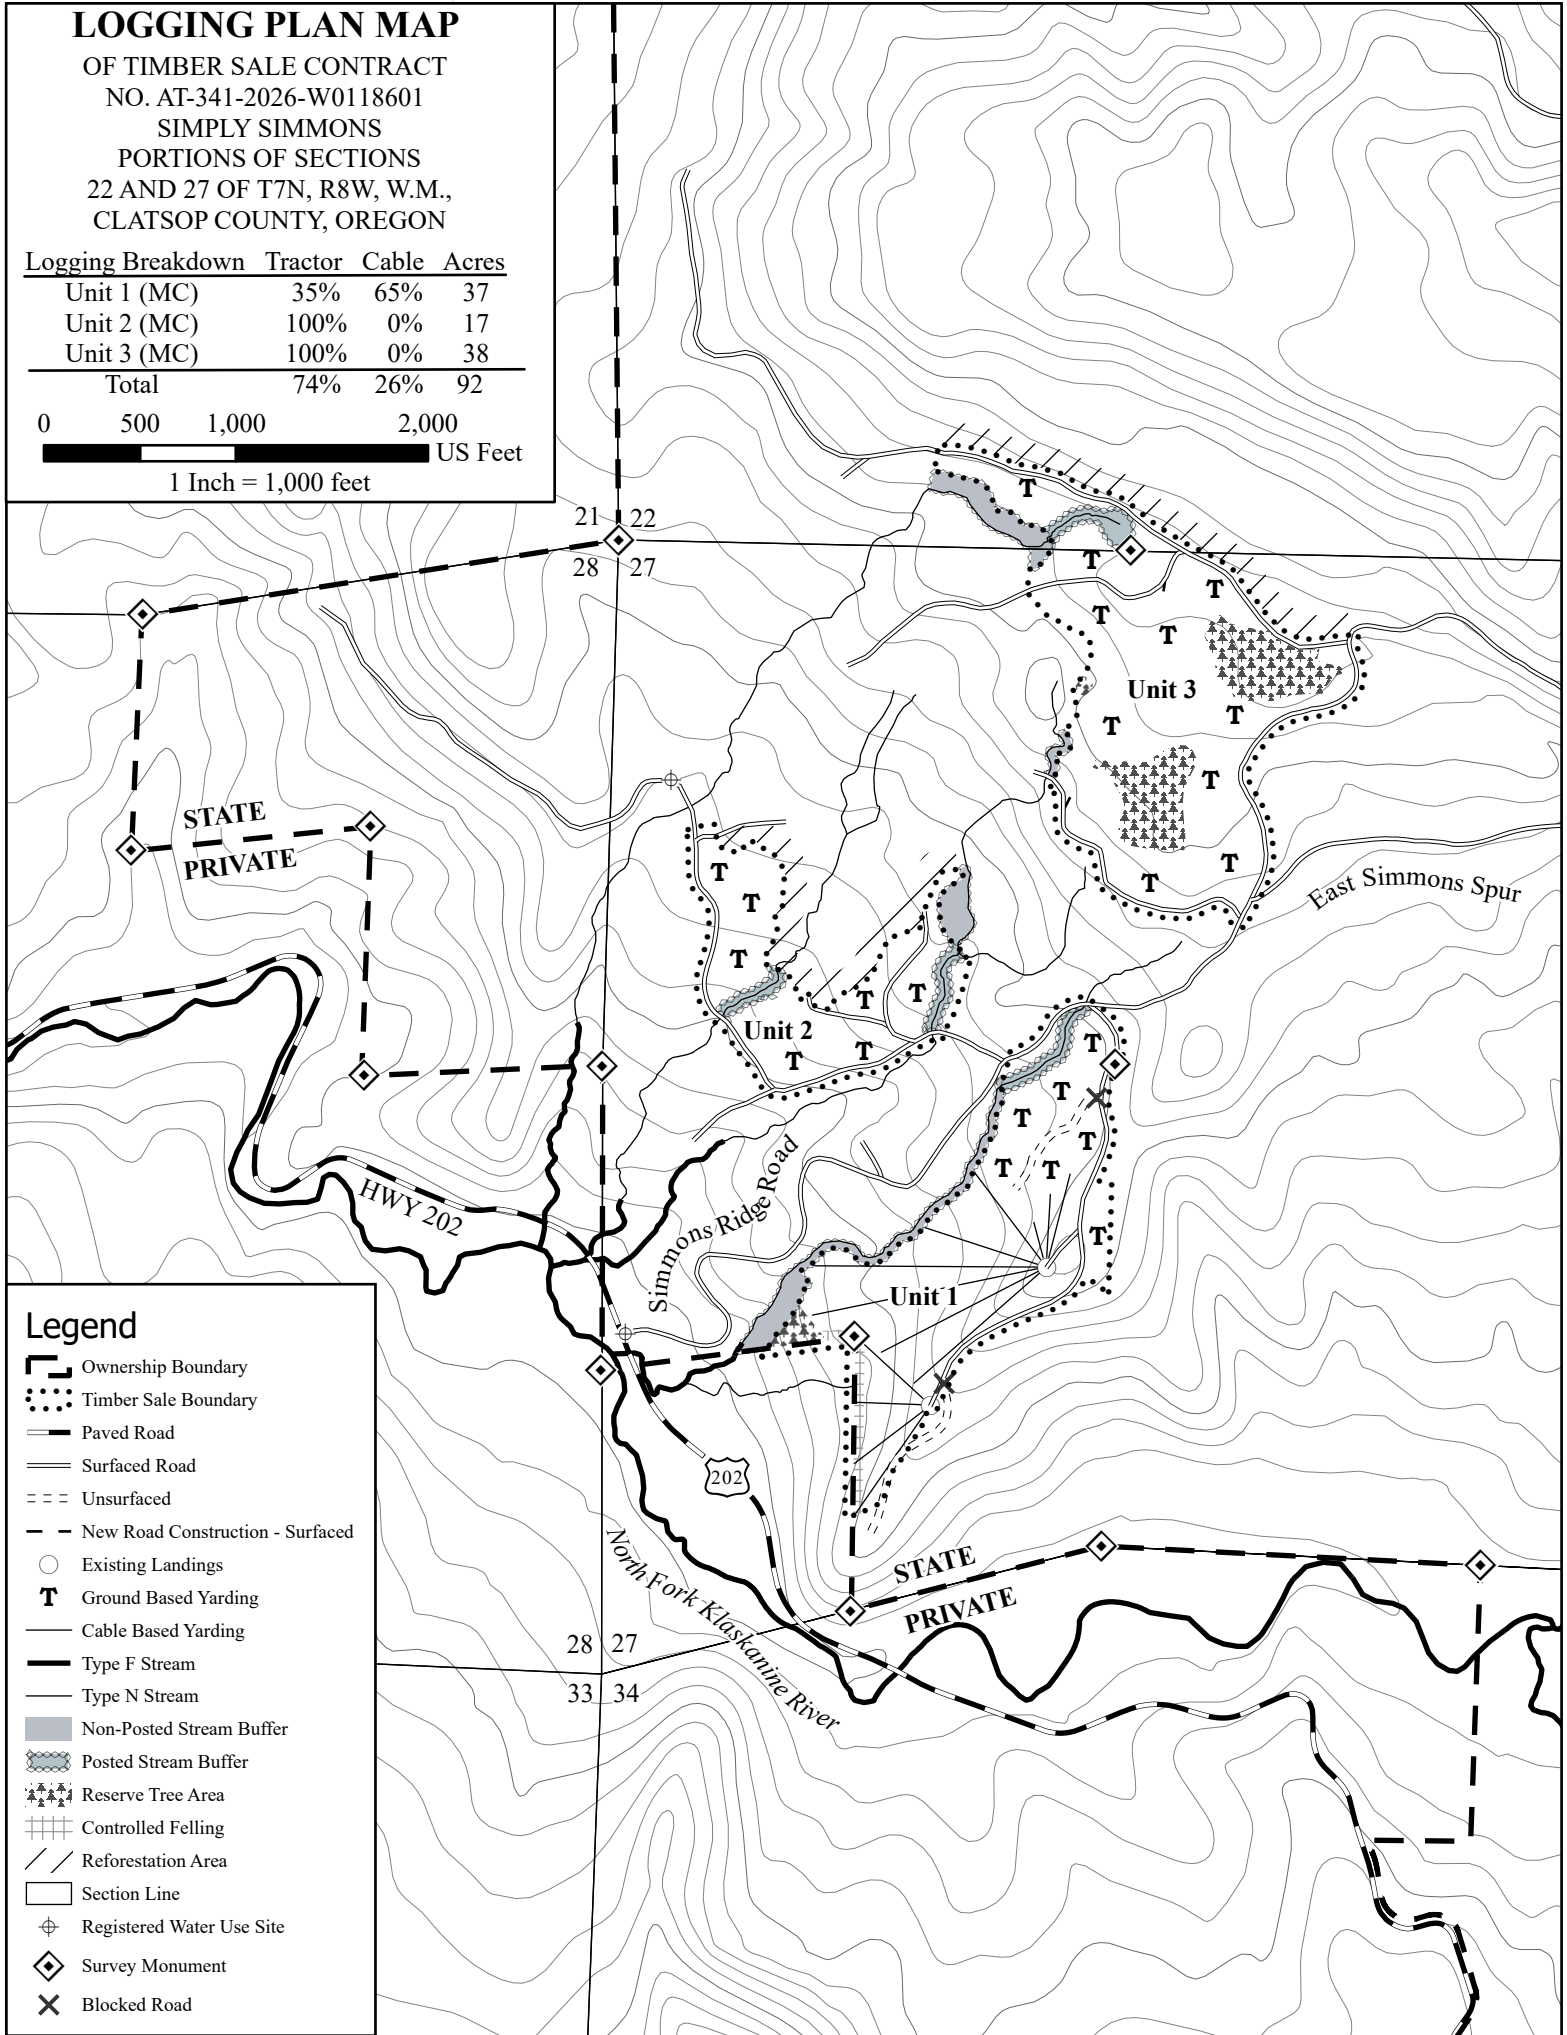 LOGGING PLAN MAP
OF TIMBER SALE CONTRACT
NO. AT-341-2026-W0118601
SIMPLY SIMMONS
PORTIONS OF SECTIONS
22 AND 27 OF T7N, R8W, W.M.,
CLATSOP COUNTY, OREGON
Logging Breakdown Tractor Cable Acres
Unit 1 (MC) 35% 65% 37
Unit 2 (MC) 100% 0% 17
Unit 3 (MC) 100% 0% 38
Total 74% 26% 92
0 500 1,000 2,000
US Feet
1 Inch = 1,000 feet
21 22
28 27
T
T
T
T
T
Unit 3
T
T
T
T
T
STATE
PRIVATE
East Simmons Spur
T
T
T
T
T
Unit 2
T
T
T
T
T
T
T
T
T
HWY 202
Simmons Ridge Road
T
Unit 1
202
North Fork Klaskanine River
STATE
PRIVATE
28 27
33 34
Legend
Ownership Boundary
Timber Sale Boundary
Paved Road
Surfaced Road
Unsurfaced
New Road Construction - Surfaced
Existing Landings
T Ground Based Yarding
Cable Based Yarding
Type F Stream
Type N Stream
Non-Posted Stream Buffer
Posted Stream Buffer
Reserve Tree Area
Controlled Felling
Reforestation Area
Section Line
Registered Water Use Site
Survey Monument
Blocked Road